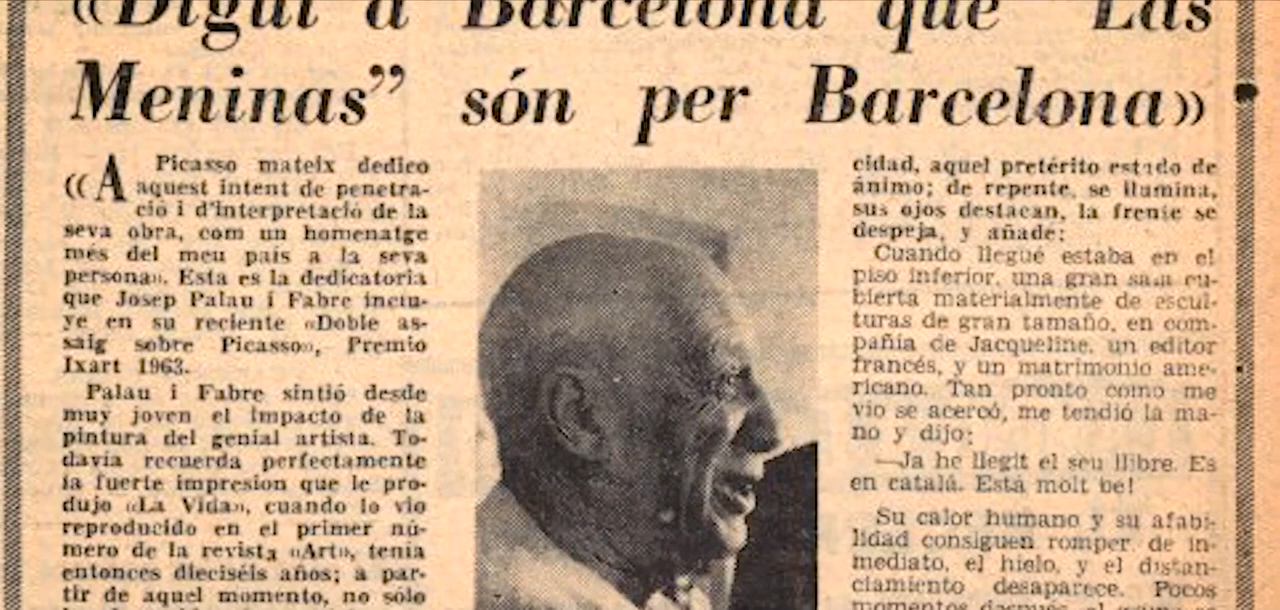 «Digui a Barcelona que "Las
Meninas” són per Barcelona»
«A Picasso mateix dedico
aquest intent de penetra-
ció i d'interpretació de la
seva obra, com un homenatge
més del meu país a la seva
persona». Esta es la dedicatoria
que Josep Palau i Fabre inclu-
ye en su reciente «Doble as-
saig sobre Picasso», Premio
Ixart 1963.
Palau i Fabre sintió desde
muy joven el impacto de la
pintura del genial artista. To-
davía recuerda perfectamente
la fuerte impresion que le pro-
dujo «La Vida», cuando lo vio
reproducido en el primer nú-
mero de la revista «Art», tenía
entonces dieciséis años; a par-
tir de aquel momento, no sólo
cidad, aquel pretérito estado de
ánimo; de repente, se ilumina,
sus ojos destacan, la frente se
despeja, y añade:
Cuando llegué estaba en el
piso inferior, una gran sala cu-
bierta materialmente de escul-
turas de gran tamaño, en com-
pañía de Jacqueline, un editor
francés, y un matrimonio ame-
ricano. Tan pronto como me
vio se acercó, me tendió la ma-
no y dijo:
—Ja he llegit el seu llibre. Es
en català. Està molt bé!
Su calor humano y su afabi-
lidad consiguen romper, de in-
mediato, el hielo, y el distan-
ciamiento desaparece. Pocos
momentos después